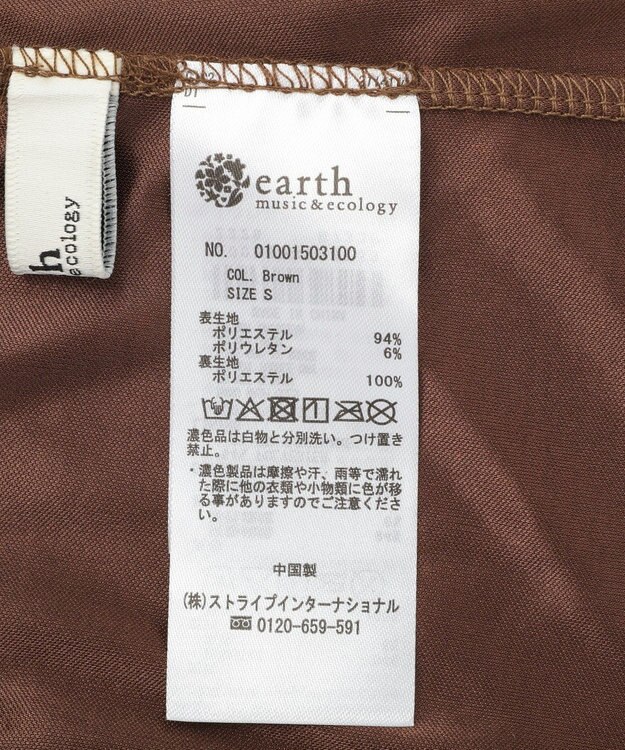 h
ecology
earth
music&ecology
NO. 01001503100
COL. Brown
SIZE S
表生地
ポリエステル 94%
ポリウレタン 6%
裏生地
ポリエステル 100%
濃色品は白物と分別洗い。つけ置き
禁止。
・濃色製品は摩擦や汗、雨等で濡れ
た際に他の衣類や小物類に色が移
る事がありますのでご注意くださ
い。
中国製
(株)ストライプインターナショナル
0120-659-591